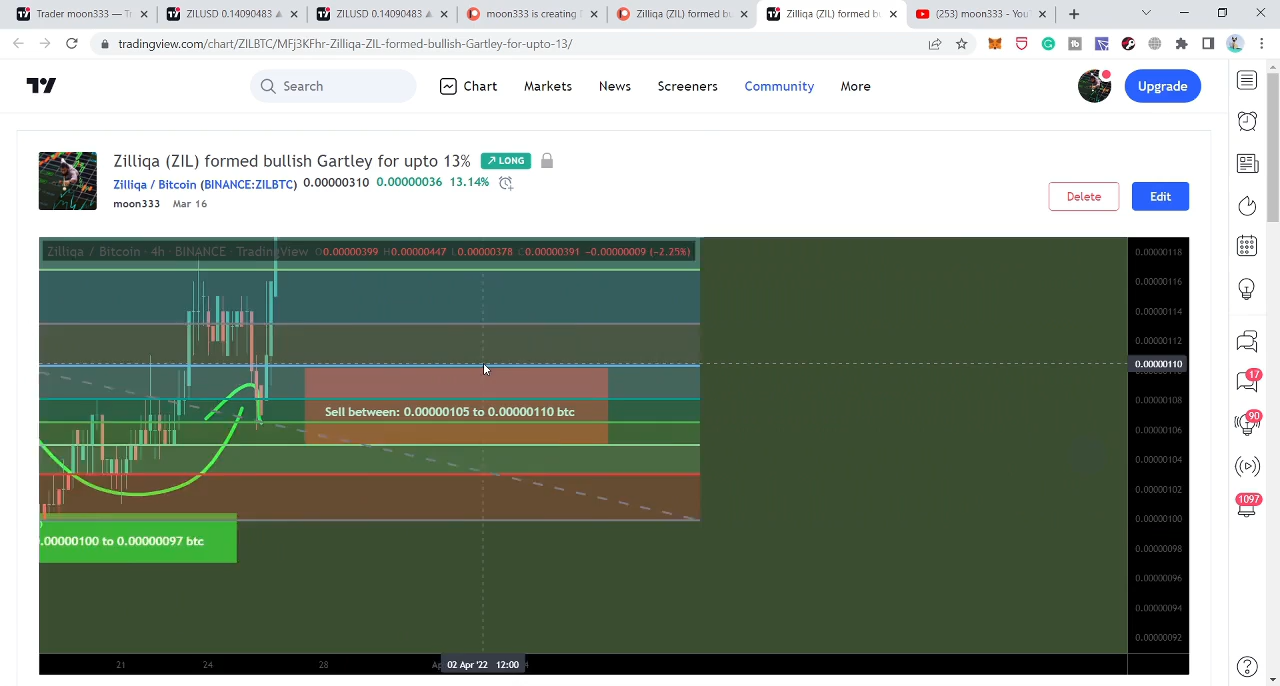 Trader moon333 — T
ZILUSD 0.14090483 ▲
ZILUSD 0.14090483 ▲
moon333 is creating T
Zilliqa (ZIL) formed bu
Zilliqa (ZIL) formed bu
(253) moon333 - You
tradingview.com/chart/ZILBTC/MEjBKFlr-Zilliqa-ZIL-formed-bullish-Gartley-for-upto-13/
Search
Chart
Markets
News
Screeners
Community
More
Upgrade
Zilliqa (ZIL) formed bullish Gartley for upto 13%
LONG
Zilliqa / Bitcoin (BINANCE:ZILBTC) 0.00000310 0.00000036 13.14%
moon333 Mar 16
Delete
Edit
Zilliqa / Bitcoin · 4h · BINANCE · TradingView O0.00000399 H0.00000447 L0.00000378 C0.00000391 −0.00000009 (−2.25%)
0.00000118
0.00000116
0.00000114
0.00000112
0.00000110
0.00000108
0.00000106
0.00000104
0.00000102
0.00000100
0.00000098
0.00000096
0.00000094
0.00000092
Sell between: 0.00000105 to 0.00000110 btc
.00000100 to 0.00000097 btc
21
24
28
02 Apr '22 12:00
17
90
1097